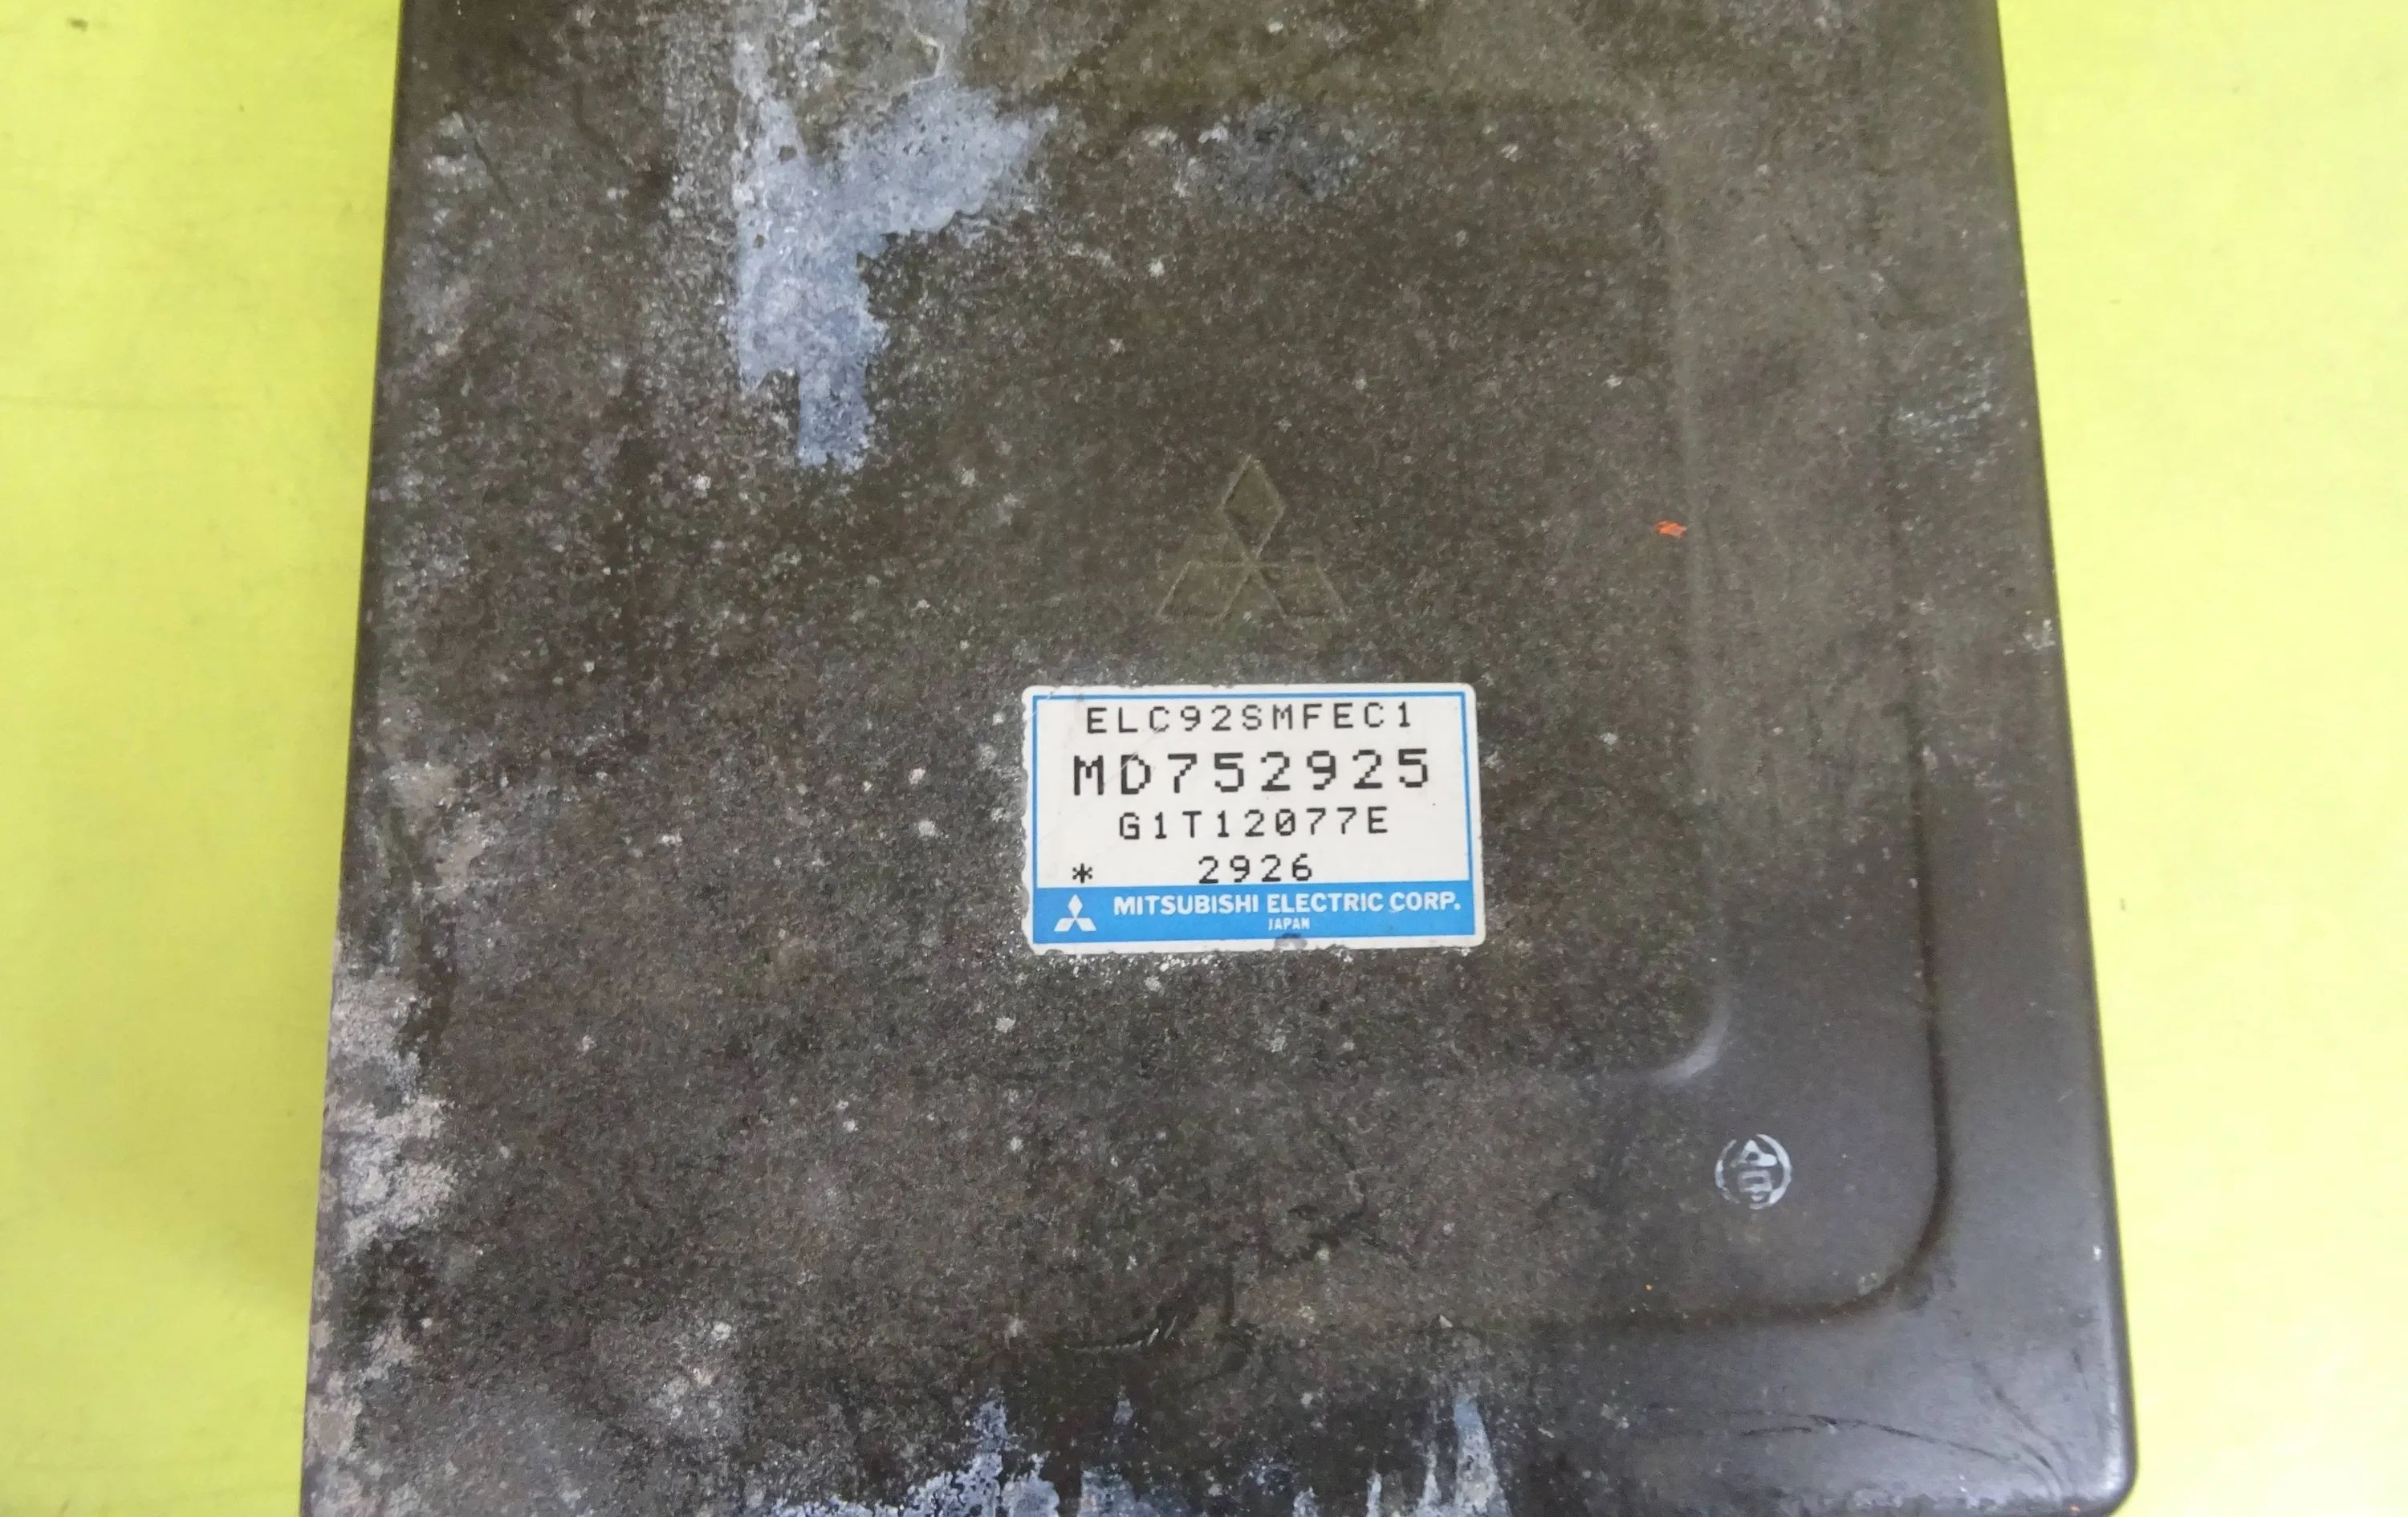 ELC92SMFEC1
MD752925
G1T12077E
* 2926
MITSUBISHI ELECTRIC CORP.
JAPAN